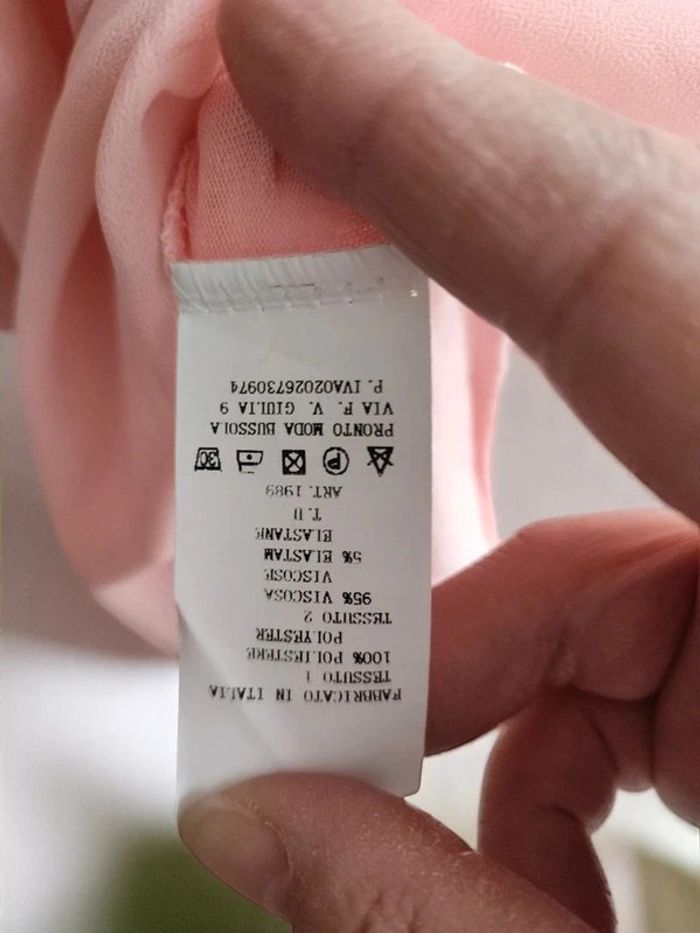 FABBRICATO IN ITALIA
TESSUTO 1
100% POLIESTERE
POLYESTER
TESSUTO 2
95% VISCOSA
VISCOSE
5% ELASTAM
ELASTANE
T. U
ART. 1989
P 30
PRONTO MODA BUSSOLA
VIA F. V. GIULIA 9
P. IVA02026730974